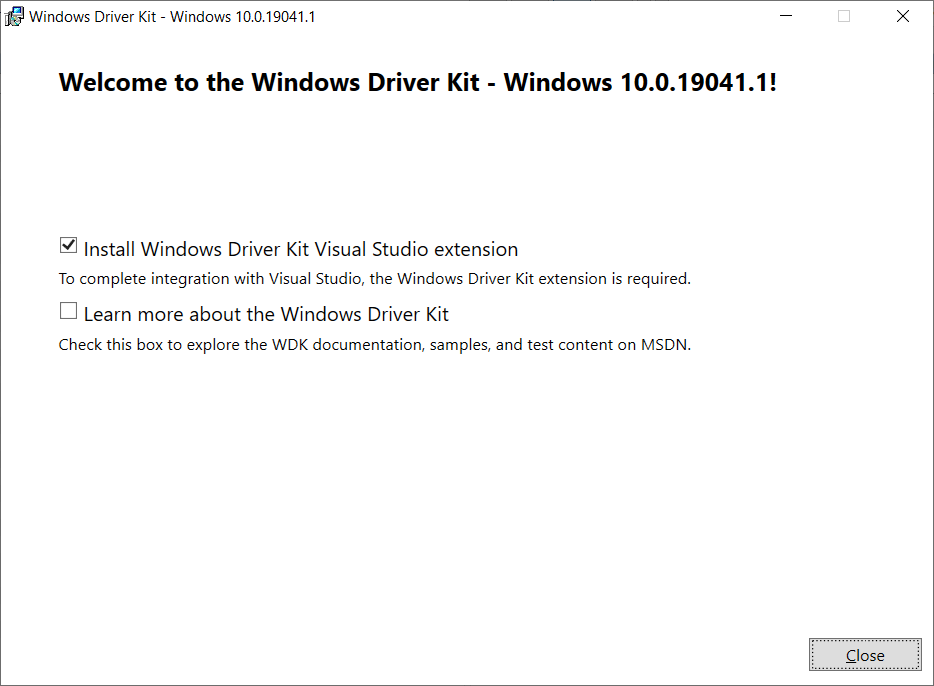 Windows Driver Kit - Windows 10.0.19041.1
Welcome to the Windows Driver Kit - Windows 10.0.19041.1!
Install Windows Driver Kit Visual Studio extension
To complete integration with Visual Studio, the Windows Driver Kit extension is required.
Learn more about the Windows Driver Kit
Check this box to explore the WDK documentation, samples, and test content on MSDN.
Close